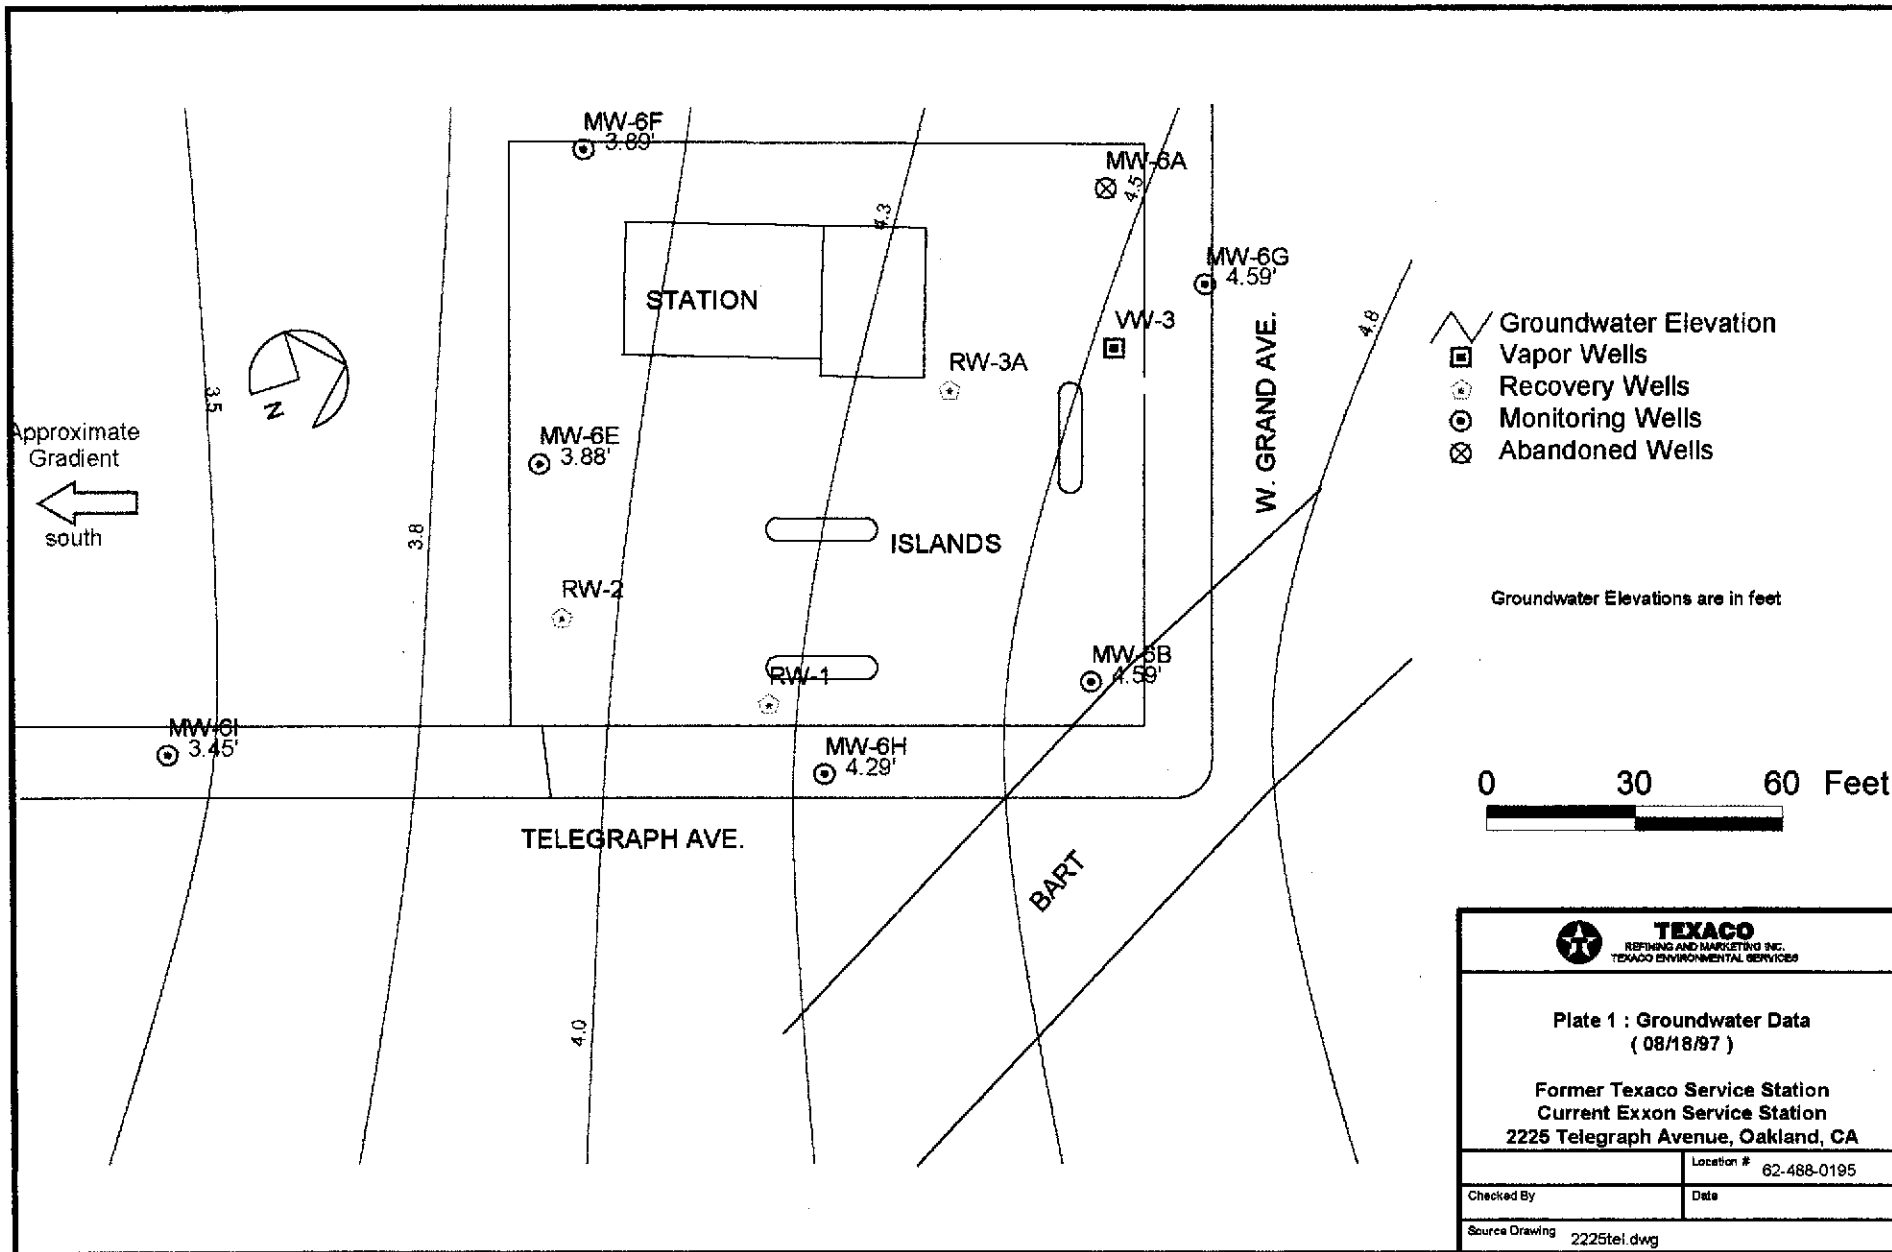 MW-6F
3.89'
MW-6A
4.5
4.3
MW-6G
4.59'
STATION
VW-3
4.8
W. GRAND AVE.
RW-3A
N
3.5
Approximate
Gradient
south
MW-6E
3.88'
3.8
ISLANDS
RW-2
RW-1
MW-6B
4.59'
MW-6I
3.45'
MW-6H
4.29'
TELEGRAPH AVE.
BART
4.0
Groundwater Elevation
Vapor Wells
Recovery Wells
Monitoring Wells
Abandoned Wells
Groundwater Elevations are in feet
0 30 60 Feet
TEXACO
REFINING AND MARKETING INC.
TEXACO ENVIRONMENTAL SERVICES
Plate 1 : Groundwater Data
( 08/18/97 )
Former Texaco Service Station
Current Exxon Service Station
2225 Telegraph Avenue, Oakland, CA
Location # 62-488-0195
Checked By
Date
Source Drawing 2225tel.dwg